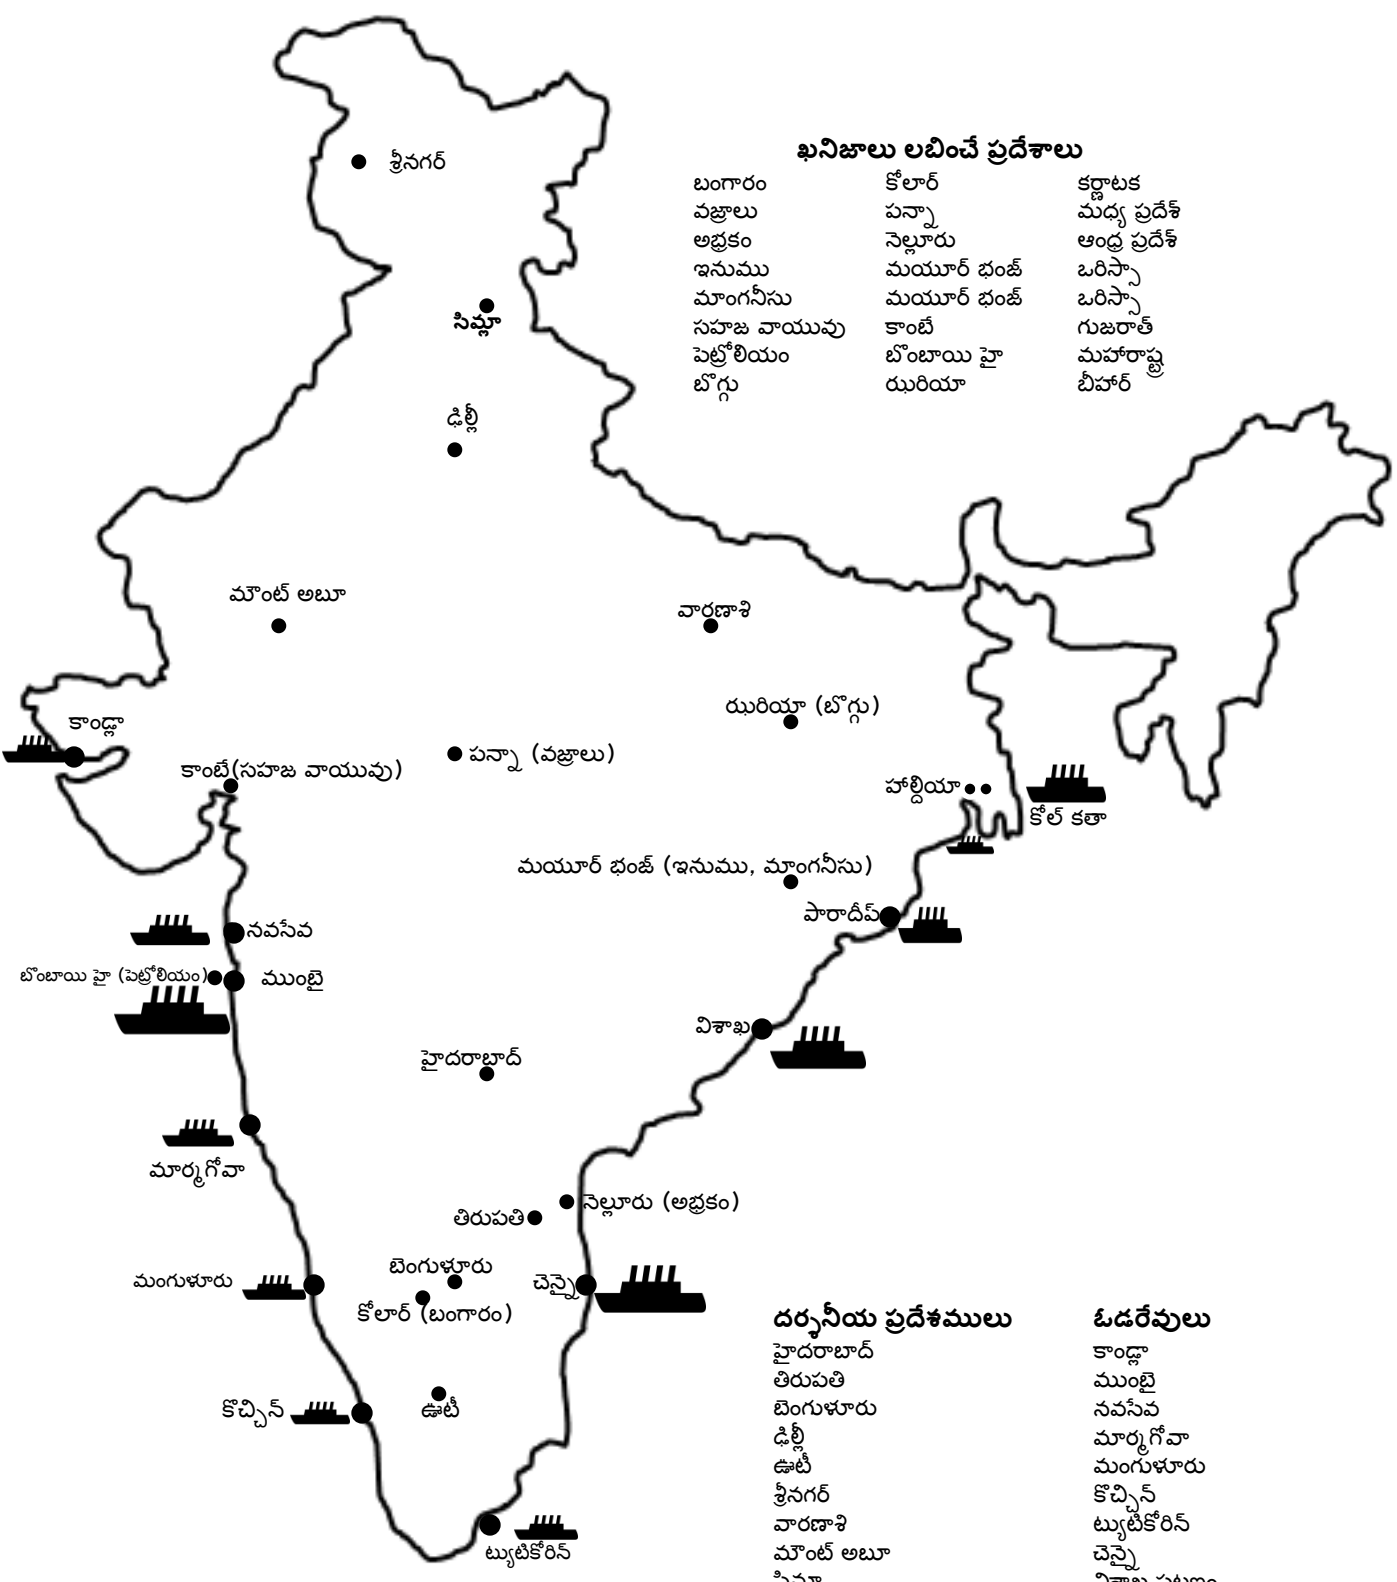 శ్రీనగర్
ఖనిజాలు లబించే ప్రదేశాలు
బంగారం కోలార్ కర్ణాటక
వజ్రాలు పన్నా మధ్య ప్రదేశ్
అభ్రకం నెల్లూరు ఆంధ్ర ప్రదేశ్
ఇనుము మయూర్ భంజ్ ఒరిస్సా
మాంగనీసు మయూర్ భంజ్ ఒరిస్సా
సహజ వాయువు కాంబే గుజరాత్
పెట్రోలియం బొంబాయి హై మహారాష్ట్ర
బొగ్గు ఝరియా బీహార్
సిమ్లా
ఢిల్లీ
మౌంట్ అబూ
వారణాశి
ఝరియా (బొగ్గు)
కాండ్లా
పన్నా (వజ్రాలు)
కాంబే(సహజ వాయువు)
హాల్దియా
కోల్ కతా
మయూర్ భంజ్ (ఇనుము, మాంగనీసు)
పారాదీప్
నవసేవ
బొంబాయి హై (పెట్రోలియం)
ముంబై
విశాఖ
హైదరాబాద్
మార్మగోవా
నెల్లూరు (అభ్రకం)
తిరుపతి
బెంగుళూరు
మంగుళూరు
చెన్నై
కోలార్ (బంగారం)
దర్శనీయ ప్రదేశములు ఓడరేవులు
హైదరాబాద్ కాండ్లా
తిరుపతి ముంబై
బెంగుళూరు నవసేవ
ఢిల్లీ మార్మగోవా
ఊటీ మంగుళూరు
శ్రీనగర్ కొచ్చిన్
వారణాశి ట్యుటికోరిన్
మౌంట్ అబూ చెన్నై
కొచ్చిన్
ఊటీ
ట్యుటికోరిన్